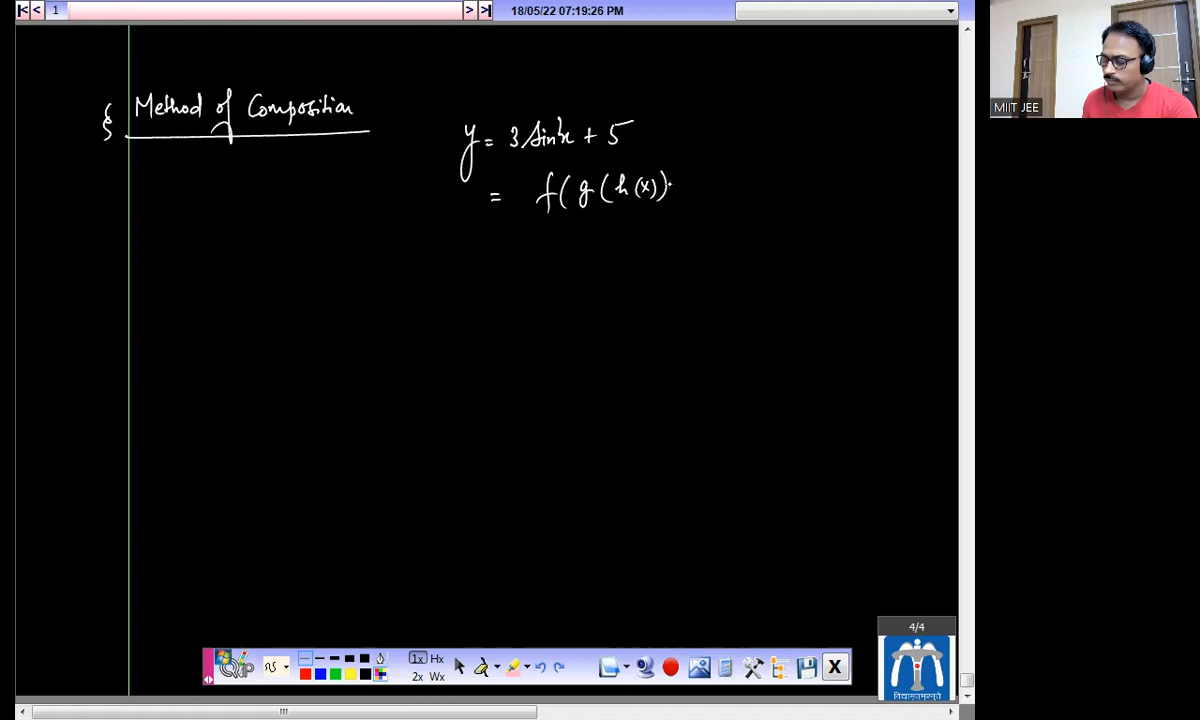 1
18/05/22 07:19:26 PM
MIIT JEE
§ Method of Composition
y = 3 sin²x + 5
= f(g(h(x))
1x Hx
2x Wx
4/4